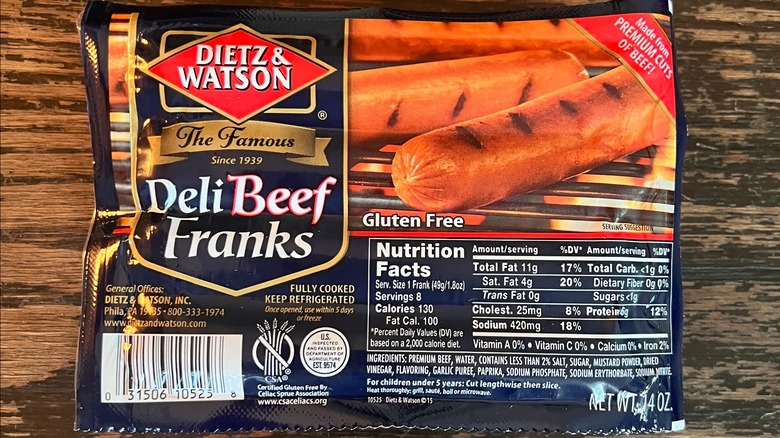 DIETZ &
WATSON
®
The Famous
Since 1939
Deli Beef
Franks
Made from
PREMIUM CUTS
OF BEEF!
Gluten Free
SERVING SUGGESTION
General Offices:
DIETZ & WATSON, INC.
Phila, PA 19135 - 800-333-1974
www.dietzandwatson.com
FULLY COOKED
KEEP REFRIGERATED
Once opened, use within 5 days
or freeze
Nutrition
Facts
Serv. Size 1 Frank (49g/1.8oz)
Servings 8
Calories 130
Fat Cal. 100
*Percent Daily Values (DV) are
based on a 2,000 calorie diet.
Amount/serving %DV* Amount/serving %DV*
Total Fat 11g 17% Total Carb. <1g 0%
Sat. Fat 4g 20% Dietary Fiber 0g 0%
Trans Fat 0g Sugars <1g
Cholest. 25mg 8% Protein 6g 12%
Sodium 420mg 18%
Vitamin A 0% • Vitamin C 0% • Calcium 0% • Iron 2%
INGREDIENTS: PREMIUM BEEF, WATER, CONTAINS LESS THAN 2% SALT, SUGAR, MUSTARD POWDER, DRIED
VINEGAR, FLAVORING, GARLIC PUREE, PAPRIKA, SODIUM PHOSPHATE, SODIUM ERYTHORBATE, SODIUM NITRITE.
For children under 5 years: Cut lengthwise then slice.
Heat thoroughly: grill, sauté, boil or microwave.
10525 Dietz & Watson ©15
NET WT. 14 OZ.
0 31506 10525 8
CSA®
Certified Gluten Free By
Celiac Sprue Association
www.csaceliacs.org
U.S.
INSPECTED
AND PASSED BY
DEPARTMENT OF
AGRICULTURE
EST. 9574